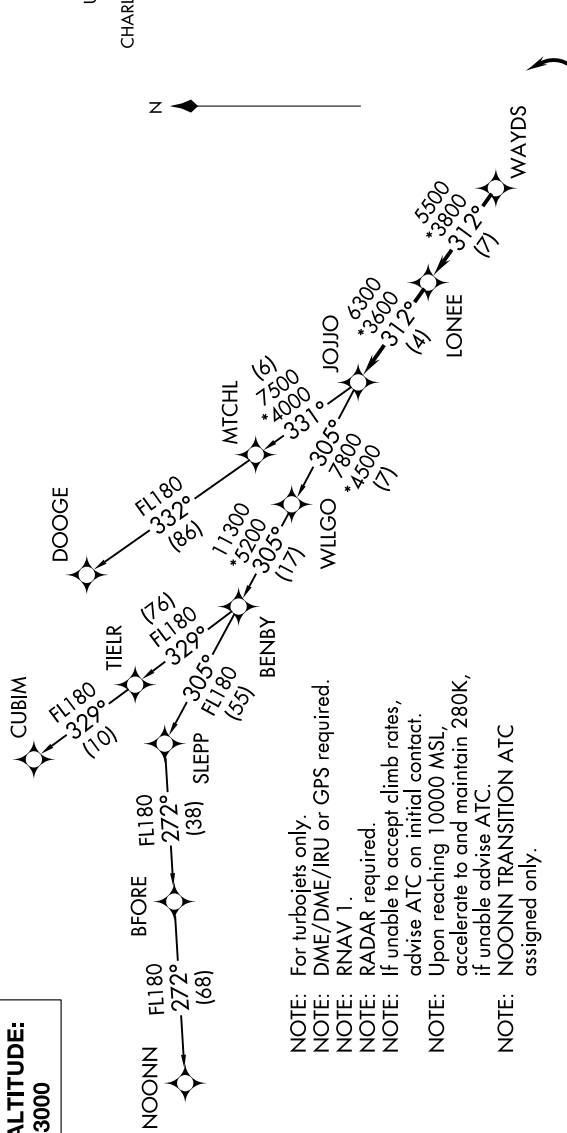 ALTITUDE:
3000
U
CHARL
N
DOOGE
FL180
332°
(86)
MTCHL
(6)
7500
*4000
331°
JOJJO
6300
*3600
312°
(4)
LONEE
5500
*3800
312°
(7)
WAYDS
305°
7800
*4500
(7)
WLLGO
11300
*5200
305°
(17)
BENBY
(76)
FL180
329°
TIELR
FL180
329°
(10)
CUBIM
305°
FL180
(55)
SLEPP
FL180
272°
(38)
BFORE
FL180
272°
(68)
NOONN
NOTE: For turbojets only.
NOTE: DME/DME/IRU or GPS required.
NOTE: RNAV 1.
NOTE: RADAR required.
NOTE: If unable to accept climb rates,
advise ATC on initial contact.
NOTE: Upon reaching 10000 MSL,
accelerate to and maintain 280K,
if unable advise ATC.
NOTE: NOONN TRANSITION ATC
assigned only.